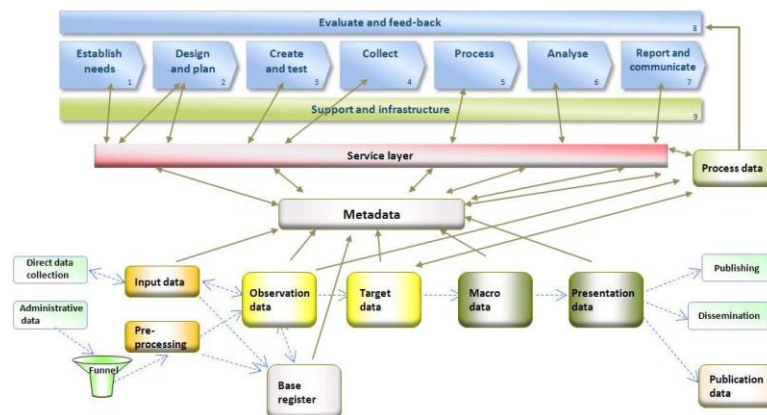 Evaluate and feed-back
8
Establish
needs
1
Design
and plan
2
Create
and test
3
Collect
4
Process
5
Analyse
6
Report and
communicate
7
Support and infrastructure
9
Service layer
Process data
Metadata
Direct data
collection
Input data
Observation
data
Target
data
Macro
data
Presentation
data
Publishing
Administrative
data
Pre-
processing
Dissemination
Funnel
Base
register
Publication
data